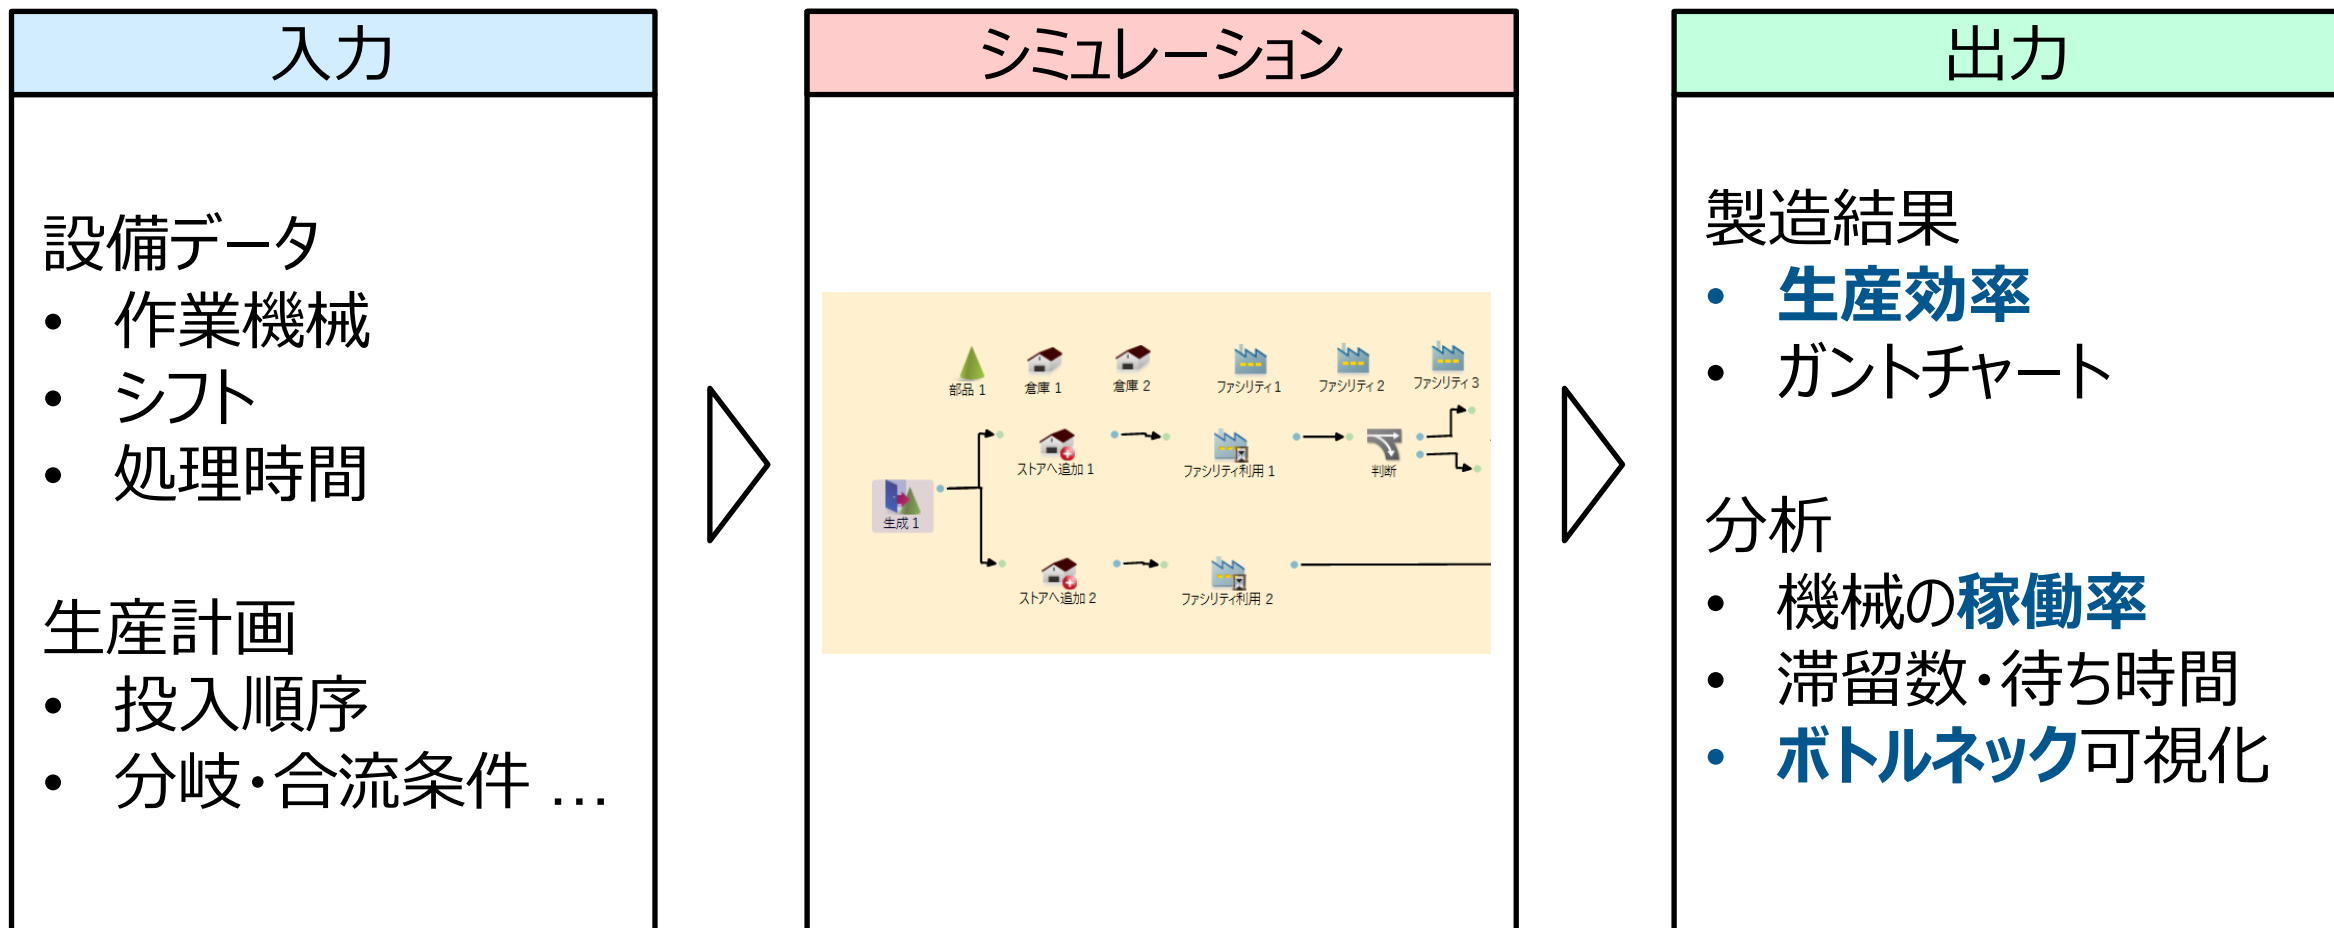 入力
設備データ
• 作業機械
• シフト
• 処理時間
生産計画
• 投入順序
• 分岐・合流条件 …
シミュレーション
部品 1
倉庫 1
倉庫 2
ファシリティ 1
ファシリティ 2
ファシリティ 3
ストアへ追加 1
ファシリティ利用 1
判断
生成 1
ストアへ追加 2
ファシリティ利用 2
出力
製造結果
• 生産効率
• ガントチャート
分析
• 機械の稼働率
• 滞留数・待ち時間
• ボトルネック可視化